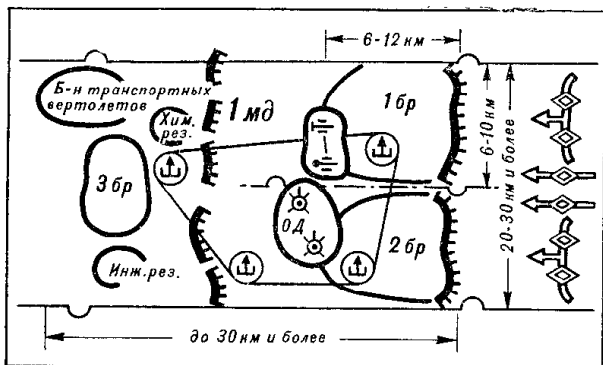 6-12 км
Б-н транспортных
вертолетов
Хим.
рез.
1 мд
1 бр
6-10 км
20-30 км и более
3 бр
ОД
2 бр
Инж. рез.
до 30 км и более